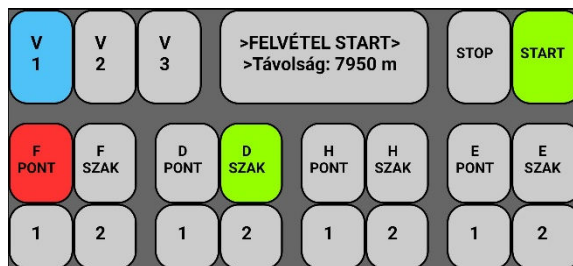 V
1
V
2
V
3
>FELVÉTEL START>
>Távolság: 7950 m
STOP
START
F
PONT
F
SZAK
D
PONT
D
SZAK
H
PONT
H
SZAK
E
PONT
E
SZAK
1
2
1
2
1
2
1
2